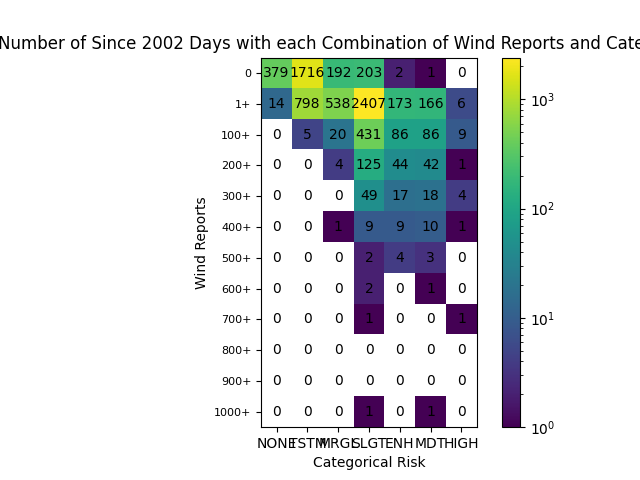 Number of Since 2002 Days with each Combination of Wind Reports and Cate
0 379 1716 192 203 2 1 0
1+ 14 798 538 2407 173 166 6
100+ 0 5 20 431 86 86 9
200+ 0 0 4 125 44 42 1
300+ 0 0 0 49 17 18 4
400+ 0 0 1 9 9 10 1
500+ 0 0 0 2 4 3 0
600+ 0 0 0 2 0 1 0
700+ 0 0 0 1 0 0 1
800+ 0 0 0 0 0 0 0
900+ 0 0 0 0 0 0 0
1000+ 0 0 0 1 0 1 0
NONE TSTM MRGL SLGT ENH MDT HIGH
Categorical Risk
Wind Reports
10³
10²
10¹
10⁰